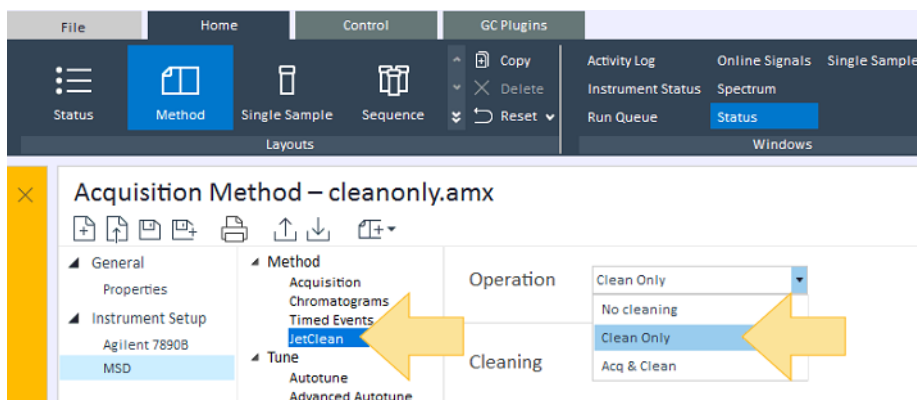 File Home Control GC Plugins
Copy Activity Log Online Signals Single Sample
Delete Instrument Status Spectrum
Status Method Single Sample Sequence Reset Run Queue Status
Layouts Windows
Acquisition Method – cleanonly.amx
General
Properties
Instrument Setup
Agilent 7890B
MSD
Method
Acquisition
Chromatograms
Timed Events
JetClean
Tune
Autotune
Advanced Autotune
Operation Clean Only
No cleaning
Clean Only
Acq & Clean
Cleaning